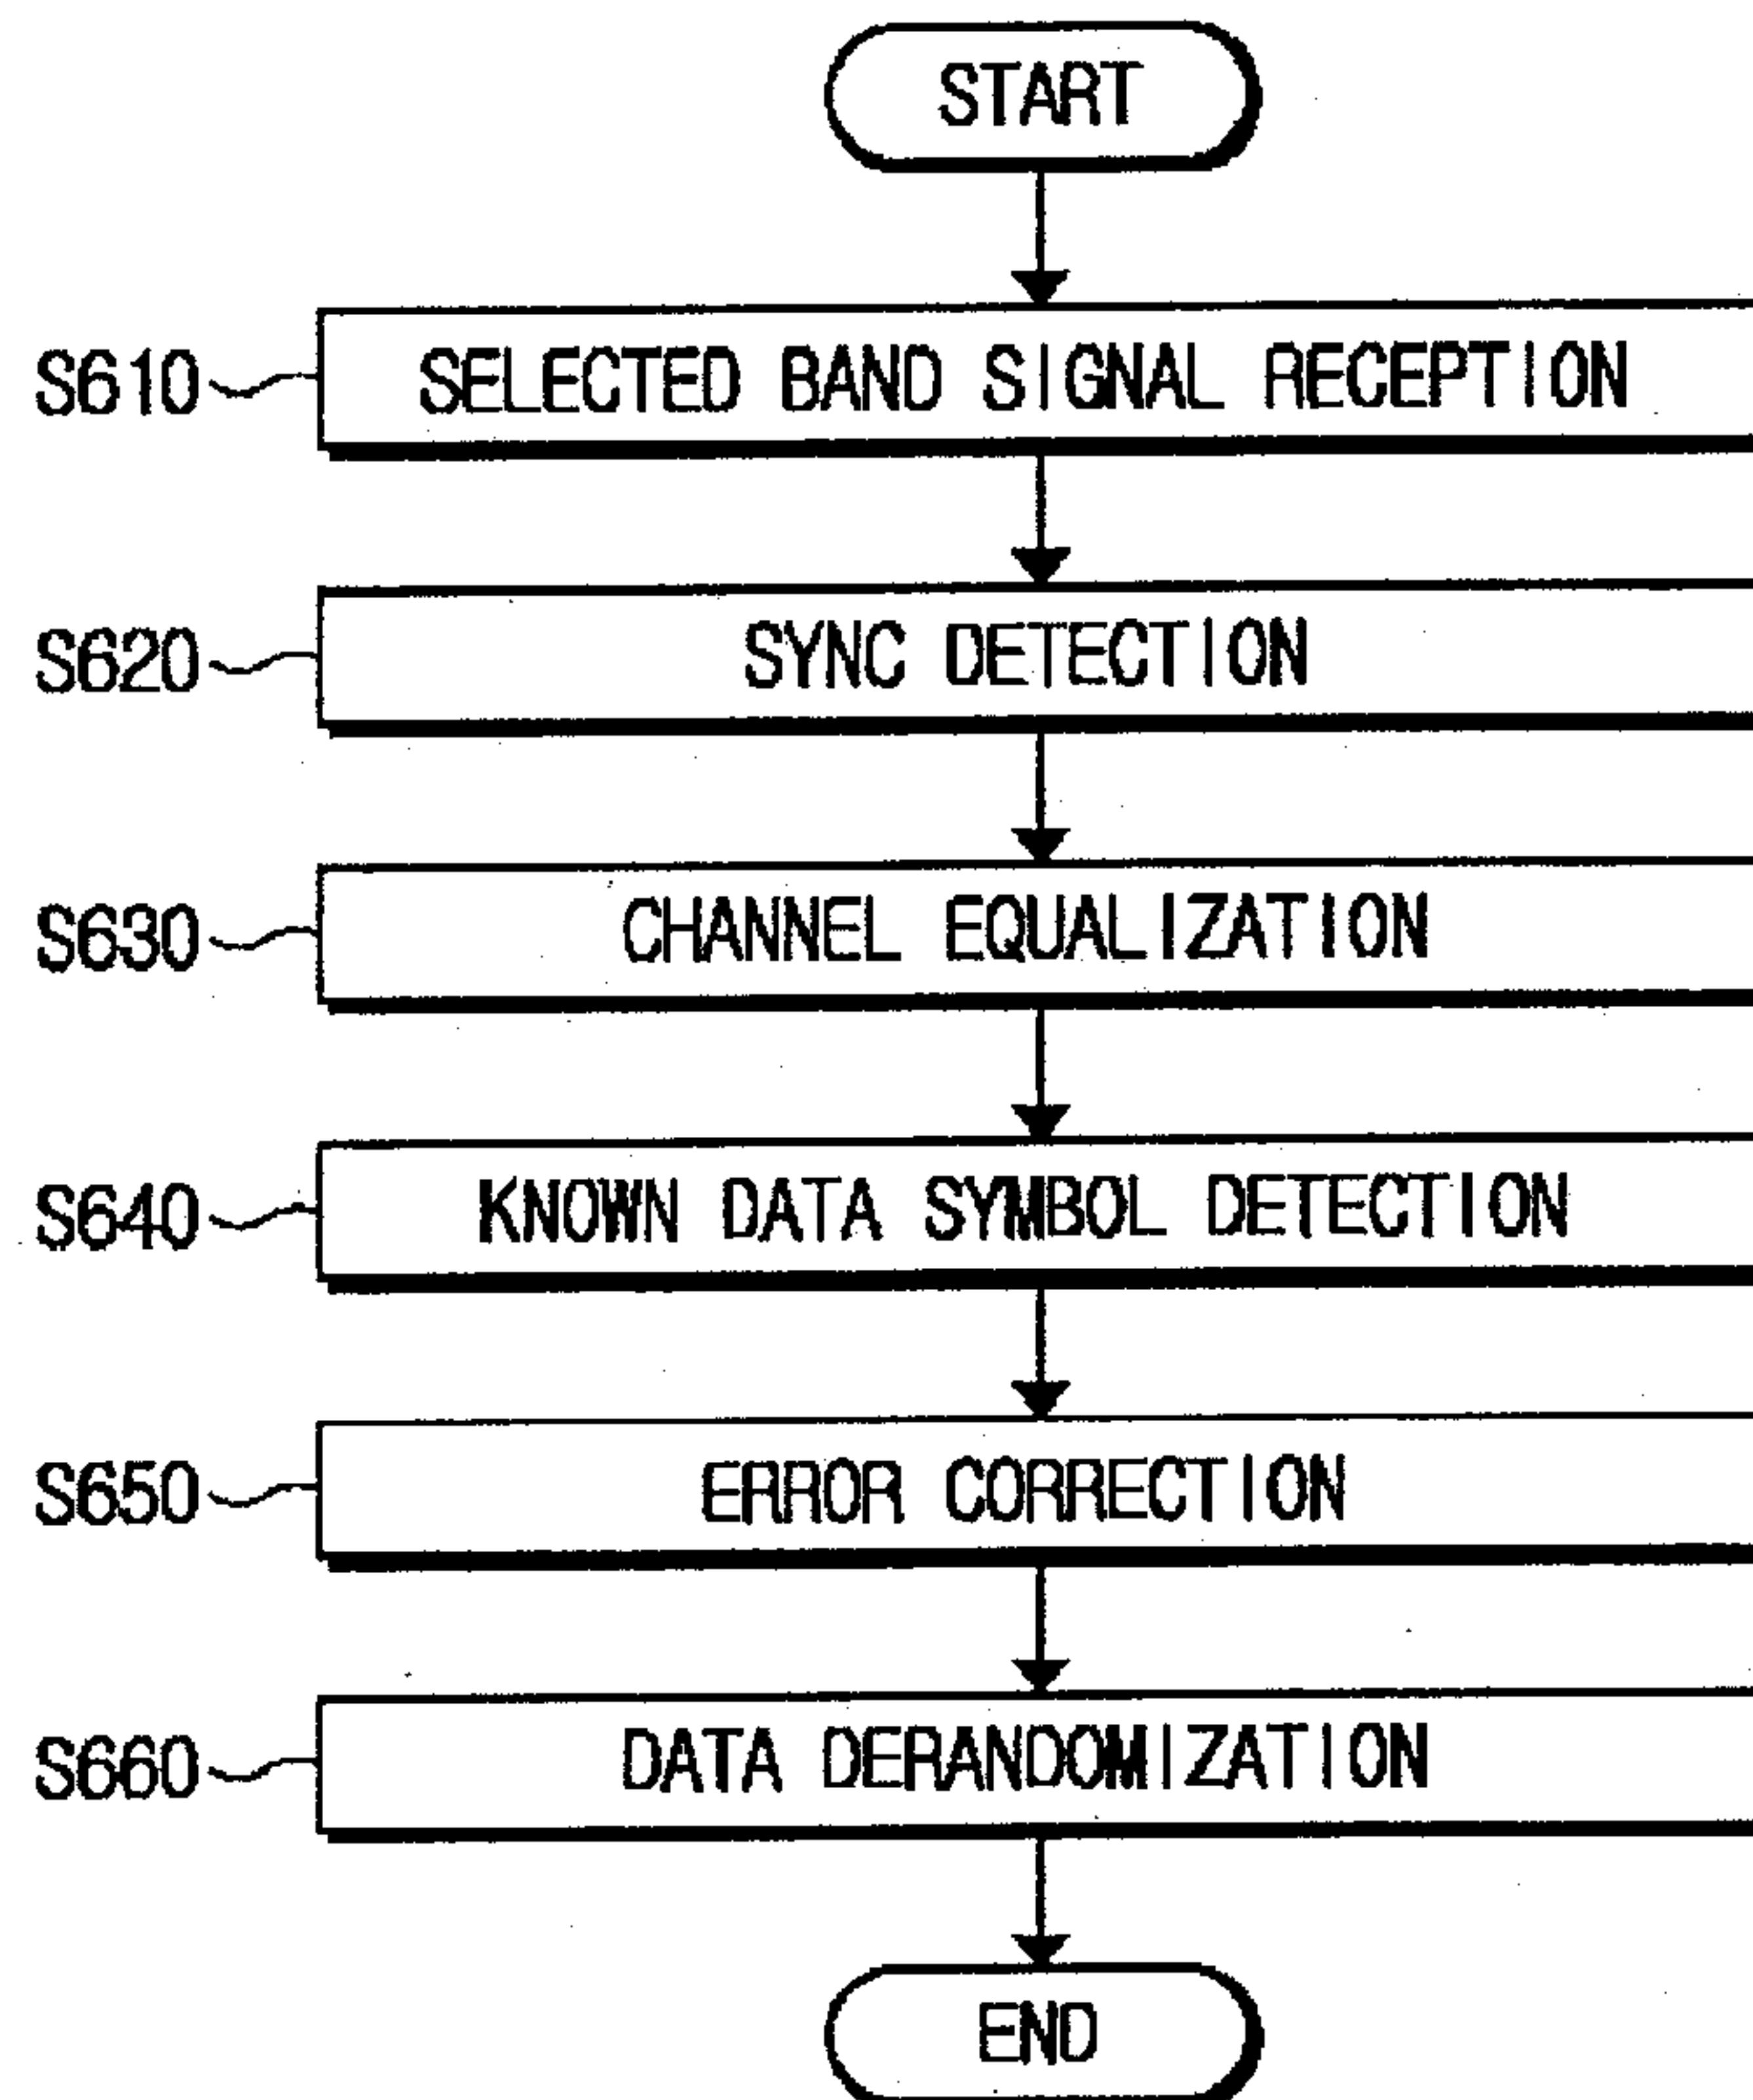 START
S610 SELECTED BAND SIGNAL RECEPTION
S620 SYNC DETECTION
S630 CHANNEL EQUALIZATION
S640 KNOWN DATA SYMBOL DETECTION
S650 ERROR CORRECTION
S660 DATA DERANDOMIZATION
END